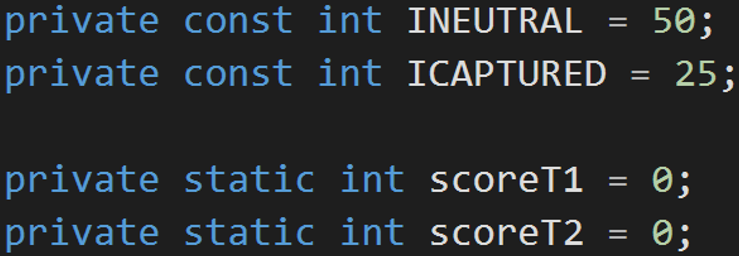 private const int INEUTRAL = 50;
private const int ICAPTURED = 25;
private static int scoreT1 = 0;
private static int scoreT2 = 0;